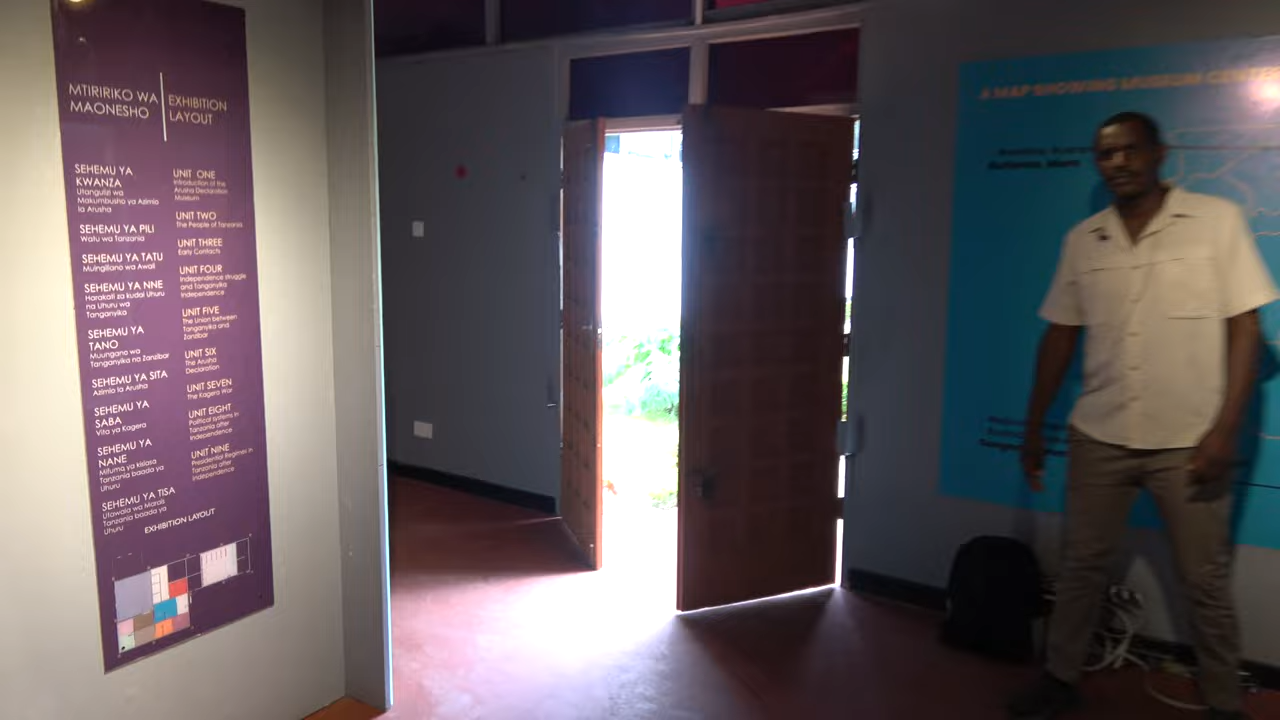 MTIRIRIKO WA
MAONESHO
EXHIBITION
LAYOUT
SEHEMU YA
KWANZA
Utangulizi wa
Makumbusho ya Azimio
la Arusha
SEHEMU YA PILI
Watu wa Tanzania
SEHEMU YA TATU
Muingiliano wa Awali
SEHEMU YA NNE
Harakati za kudai Uhuru
na Uhuru wa
Tanganyika
SEHEMU YA
TANO
Muungano wa
Tanganyika na Zanzibar
SEHEMU YA SITA
Azimio la Arusha
SEHEMU YA
SABA
Vita ya Kagera
SEHEMU YA
NANE
Mifumo ya kisiasa
Tanzania baada ya
Uhuru
SEHEMU YA TISA
Utawala wa Marais
Tanzania baada ya
Uhuru
UNIT ONE
Introduction of the
Arusha Declaration
Museum
UNIT TWO
The People of Tanzania
UNIT THREE
Early Contacts
UNIT FOUR
Independence struggle
and Tanganyika
Independence
UNIT FIVE
The Union between
Tanganyika and
Zanzibar
UNIT SIX
The Arusha
Declaration
UNIT SEVEN
The Kagera War
UNIT EIGHT
Political systems in
Tanzania after
Independence
UNIT NINE
Presidential Regimes in
Tanzania after
Independence
EXHIBITION LAYOUT
A MAP SHOWING MUSEUM CENTE